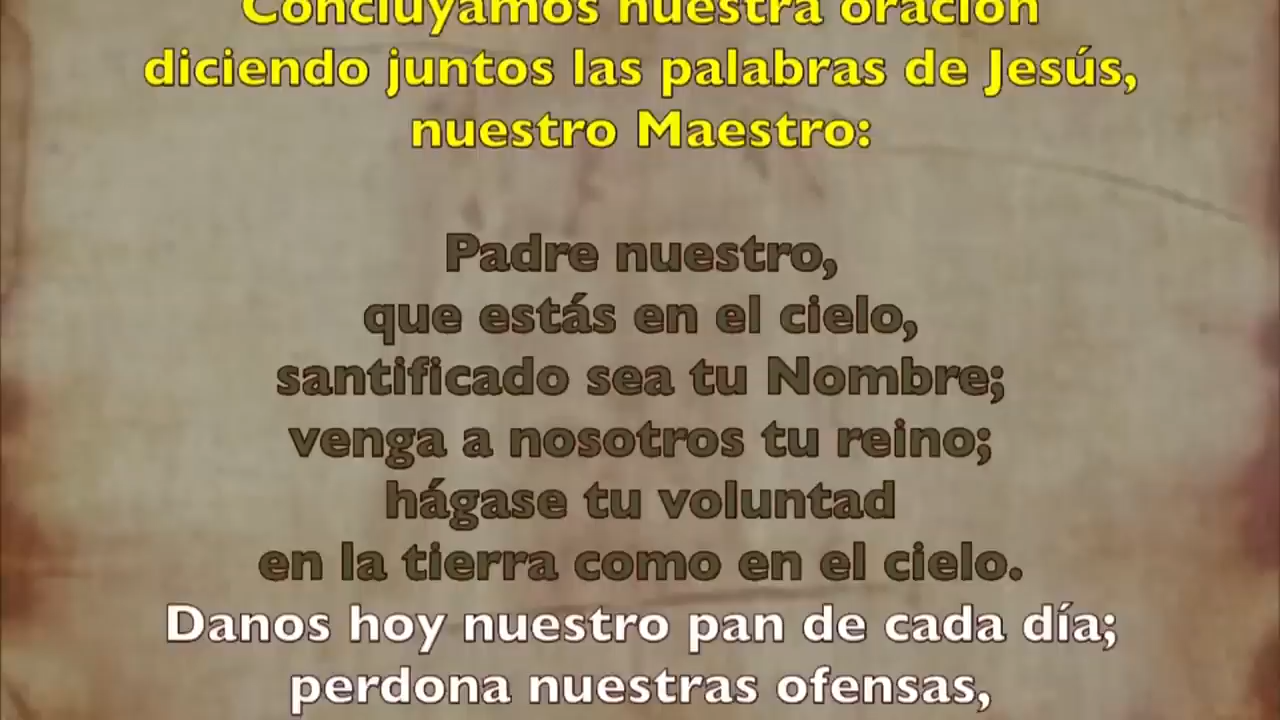 Concluyamos nuestra oración
diciendo juntos las palabras de Jesús,
nuestro Maestro:
Padre nuestro,
que estás en el cielo,
santificado sea tu Nombre;
venga a nosotros tu reino;
hágase tu voluntad
en la tierra como en el cielo.
Danos hoy nuestro pan de cada día;
perdona nuestras ofensas,